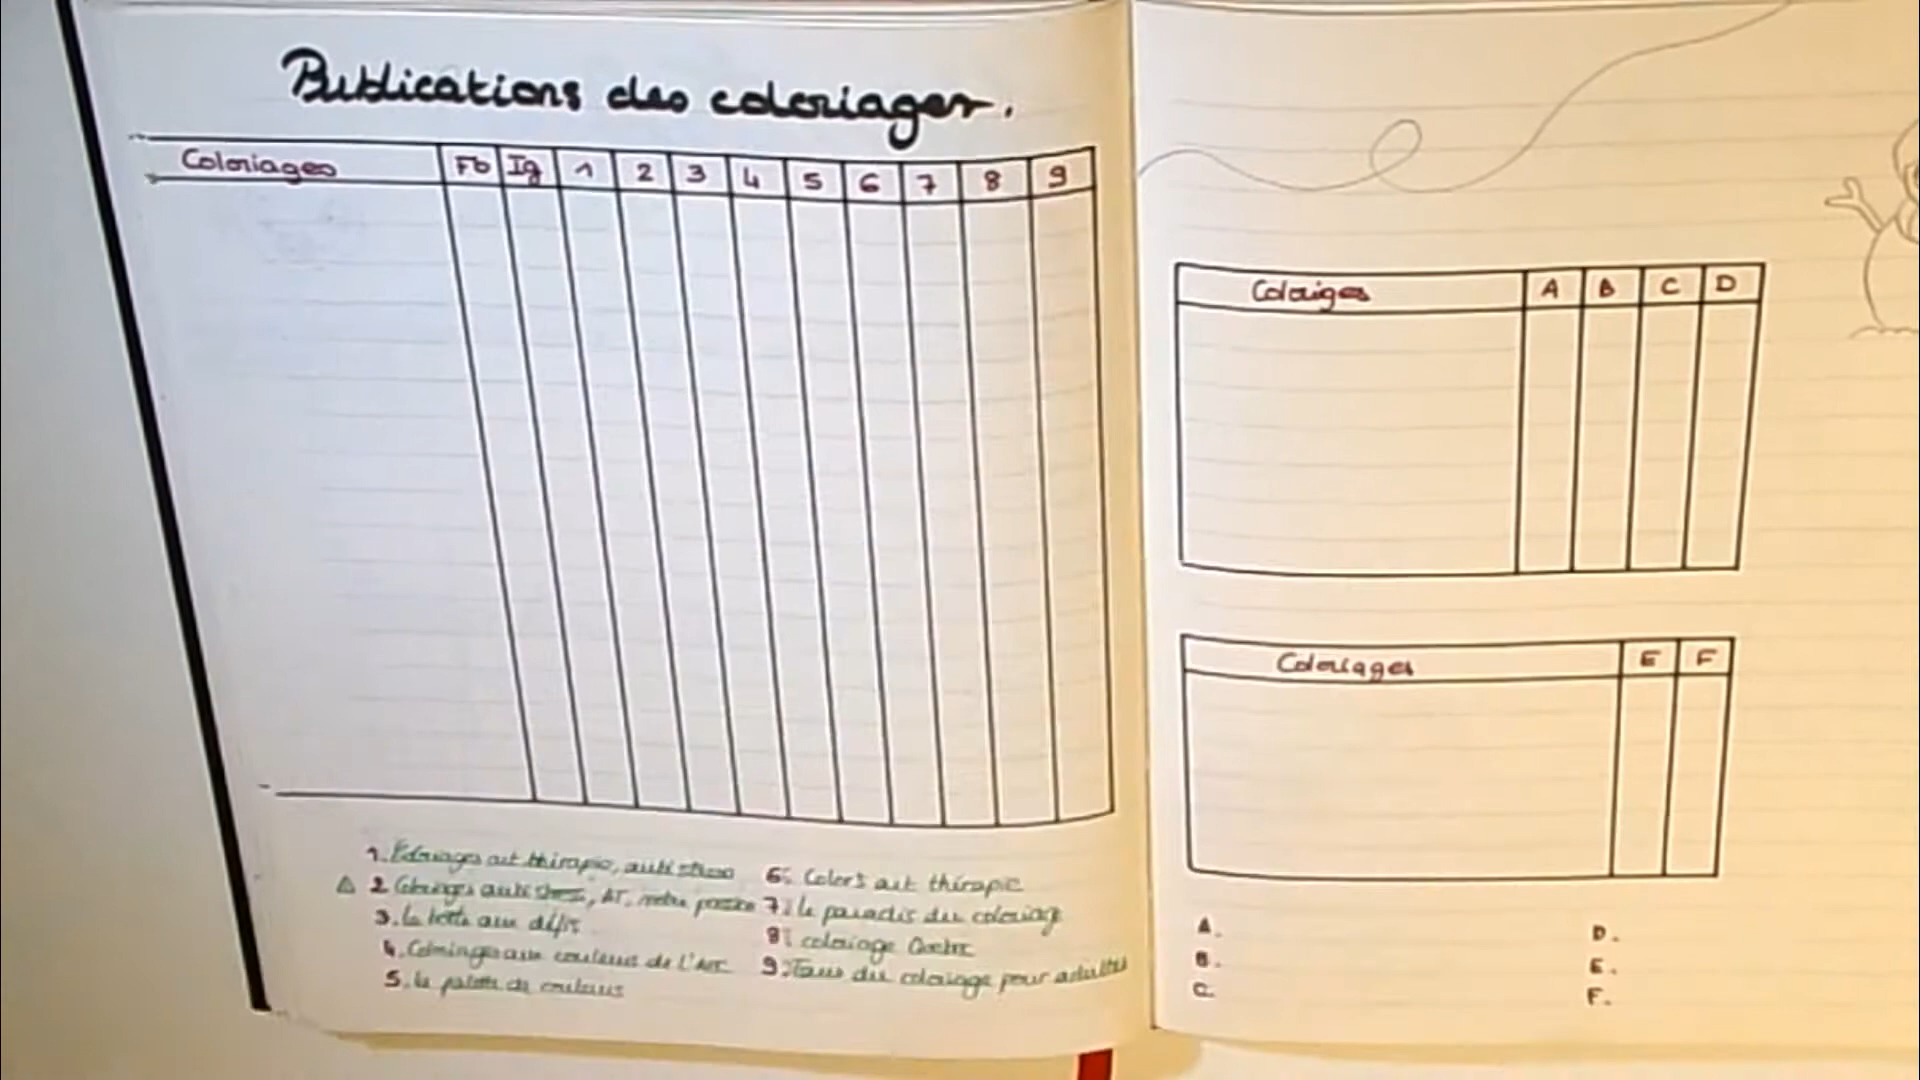 Publications des coloriages.
Coloriages Fb Ig 1 2 3 4 5 6 7 8 9
1. Coloriages art thérapie, anti stress
2 Coloriages anti stress, AT, notre passion
3. La boîte aux défis
4. Coloriages aux couleurs de l'Art
5. la palette de couleurs
6: Colors art thérapie
7: le paradis du coloriage
8: coloriage
9: Fans du coloriage pour adultes
Coloiges A B C D
Coloriages E F
A.
B.
C.
D.
E.
F.